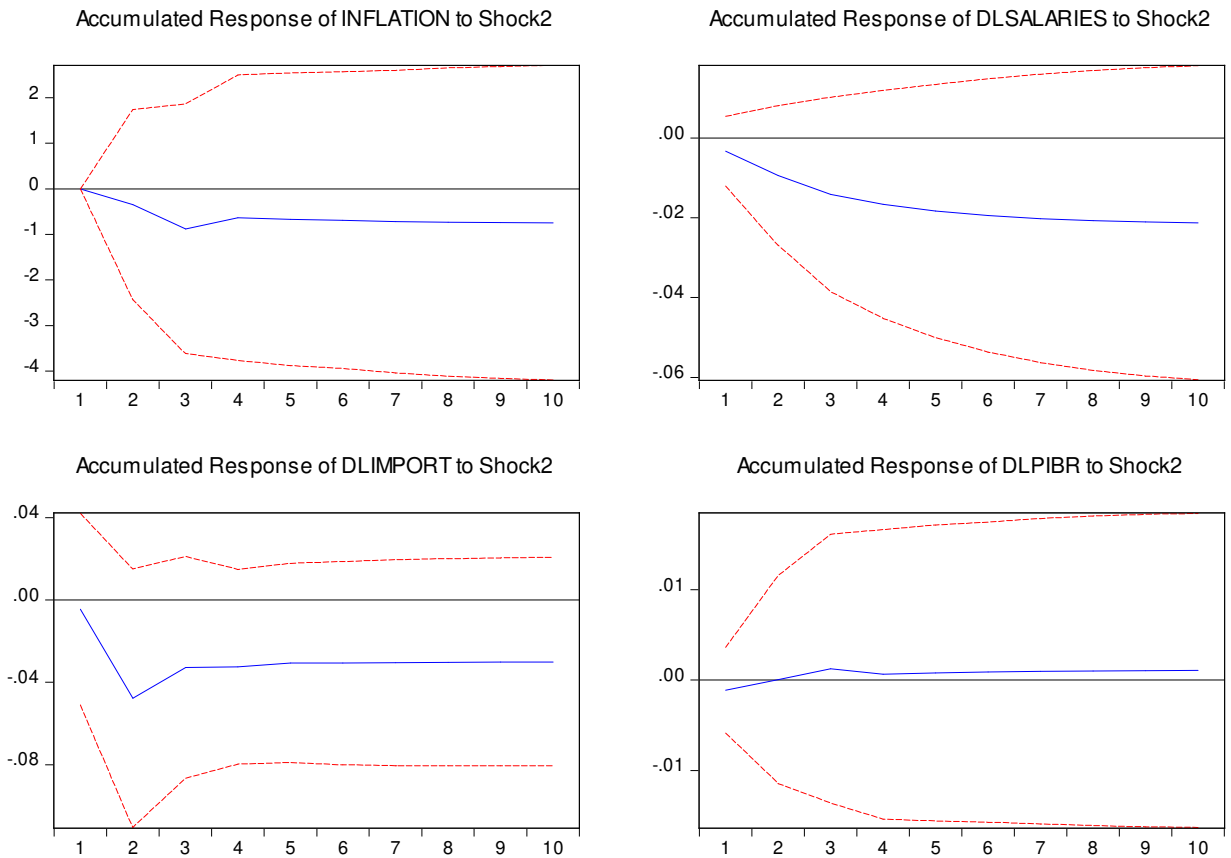 Accumulated Response of INFLATION to Shock2
2
1
0
-1
-2
-3
-4
1 2 3 4 5 6 7 8 9 10
Accumulated Response of DLSALARIES to Shock2
.00
-.02
-.04
-.06
1 2 3 4 5 6 7 8 9 10
Accumulated Response of DLIMPORT to Shock2
.04
.00
-.04
-.08
1 2 3 4 5 6 7 8 9 10
Accumulated Response of DLPIBR to Shock2
.01
.00
-.01
1 2 3 4 5 6 7 8 9 10